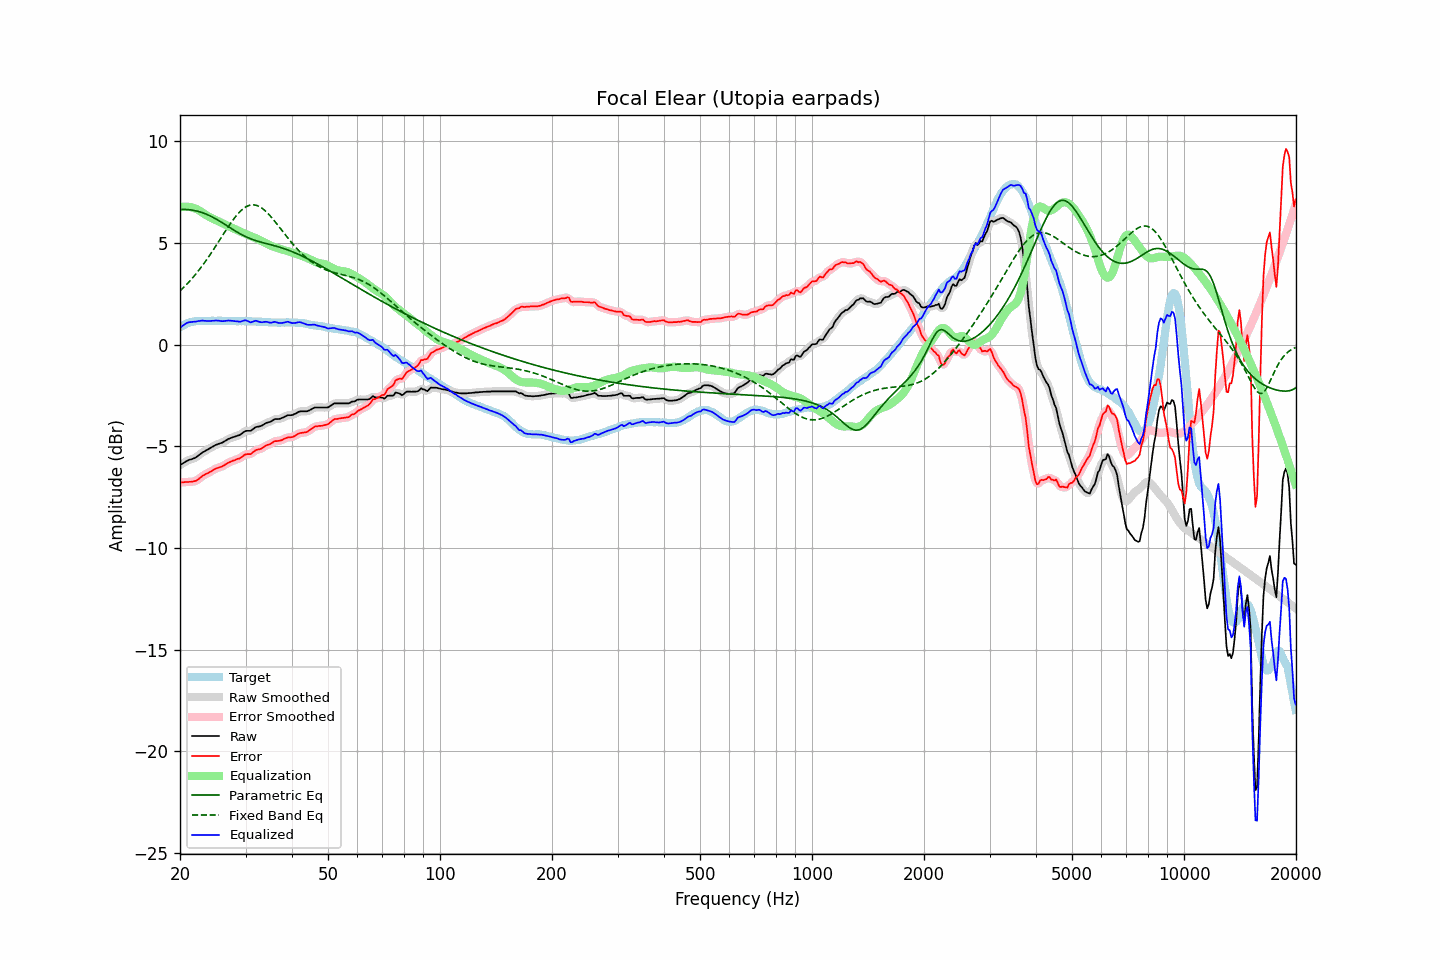 Focal Elear (Utopia earpads)
Amplitude (dBr)
10
5
0
−5
−10
−15
−20
−25
Target
Raw Smoothed
Error Smoothed
Raw
Error
Equalization
Parametric Eq
Fixed Band Eq
Equalized
20 50 100 200 500 1000 2000 5000 10000 20000
Frequency (Hz)